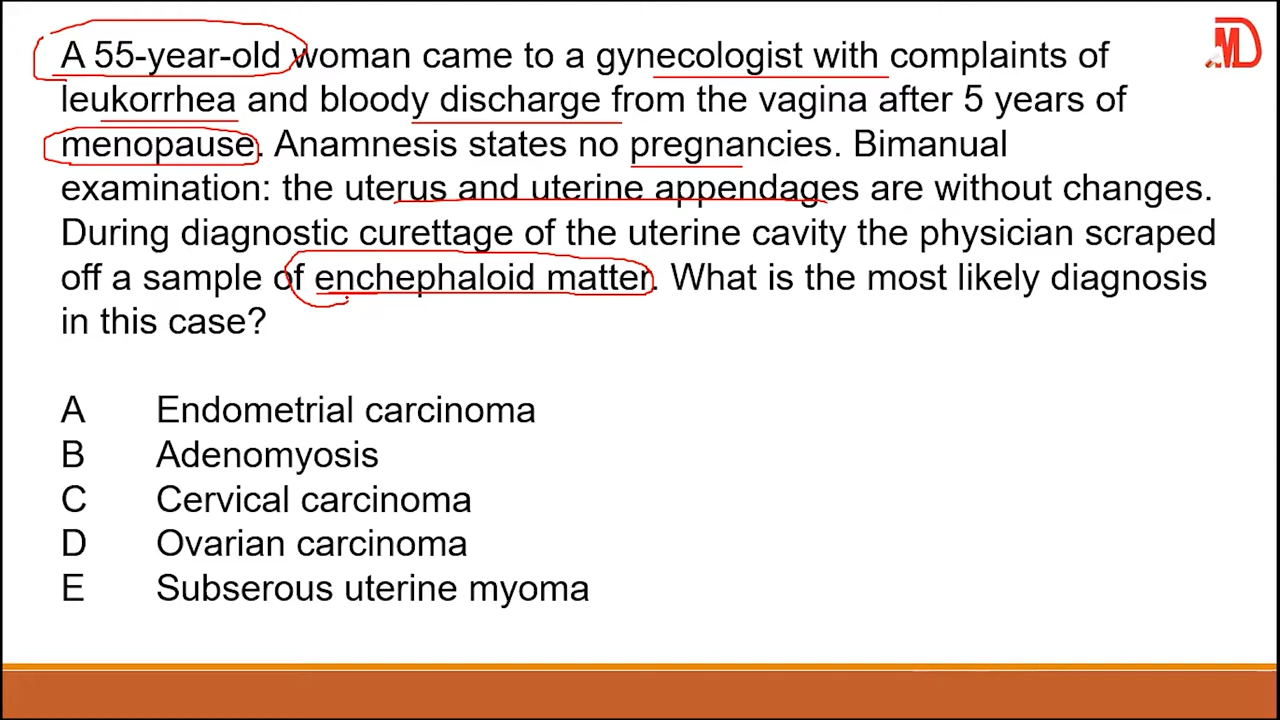 A 55-year-old woman came to a gynecologist with complaints of
leukorrhea and bloody discharge from the vagina after 5 years of
menopause. Anamnesis states no pregnancies. Bimanual
examination: the uterus and uterine appendages are without changes.
During diagnostic curettage of the uterine cavity the physician scraped
off a sample of enchephaloid matter. What is the most likely diagnosis
in this case?
A Endometrial carcinoma
B Adenomyosis
C Cervical carcinoma
D Ovarian carcinoma
E Subserous uterine myoma